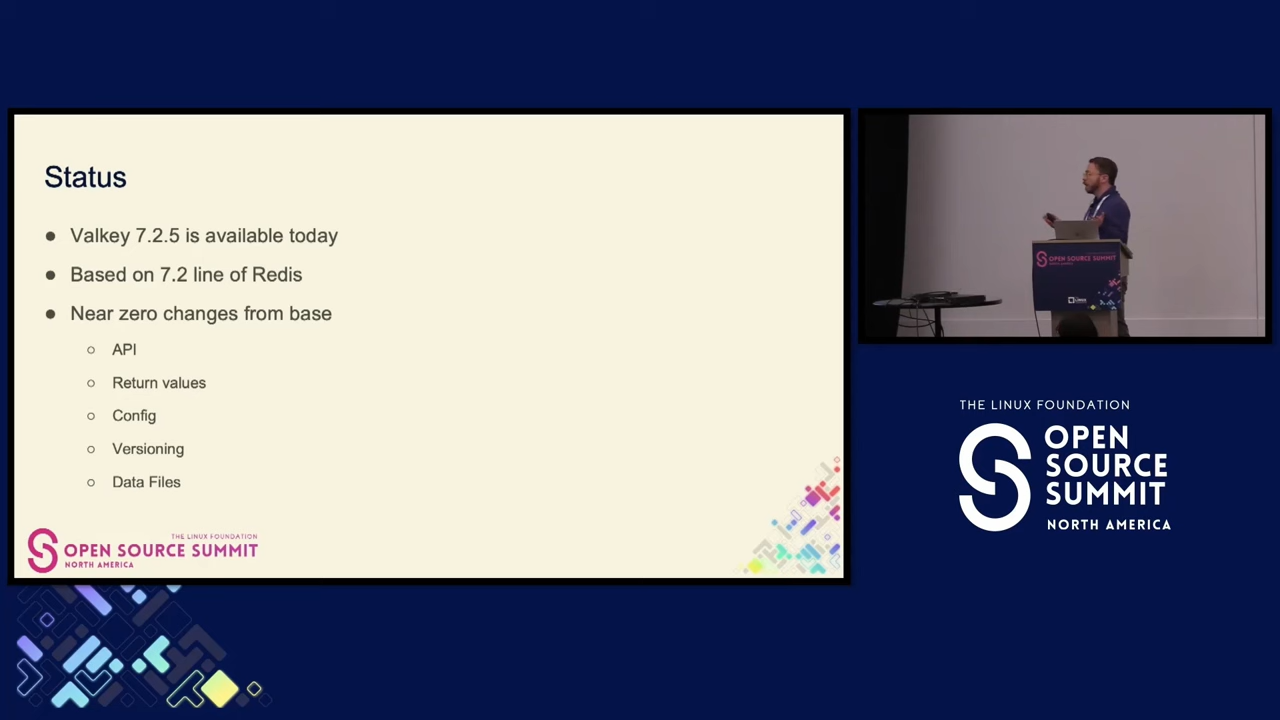 Status
Valkey 7.2.5 is available today
Based on 7.2 line of Redis
Near zero changes from base
API
Return values
Config
Versioning
Data Files
THE LINUX FOUNDATION
OPEN SOURCE SUMMIT
NORTH AMERICA
OPEN SOURCE SUMMIT
THE LINUX FOUNDATION
OPEN
SOURCE
SUMMIT
NORTH AMERICA